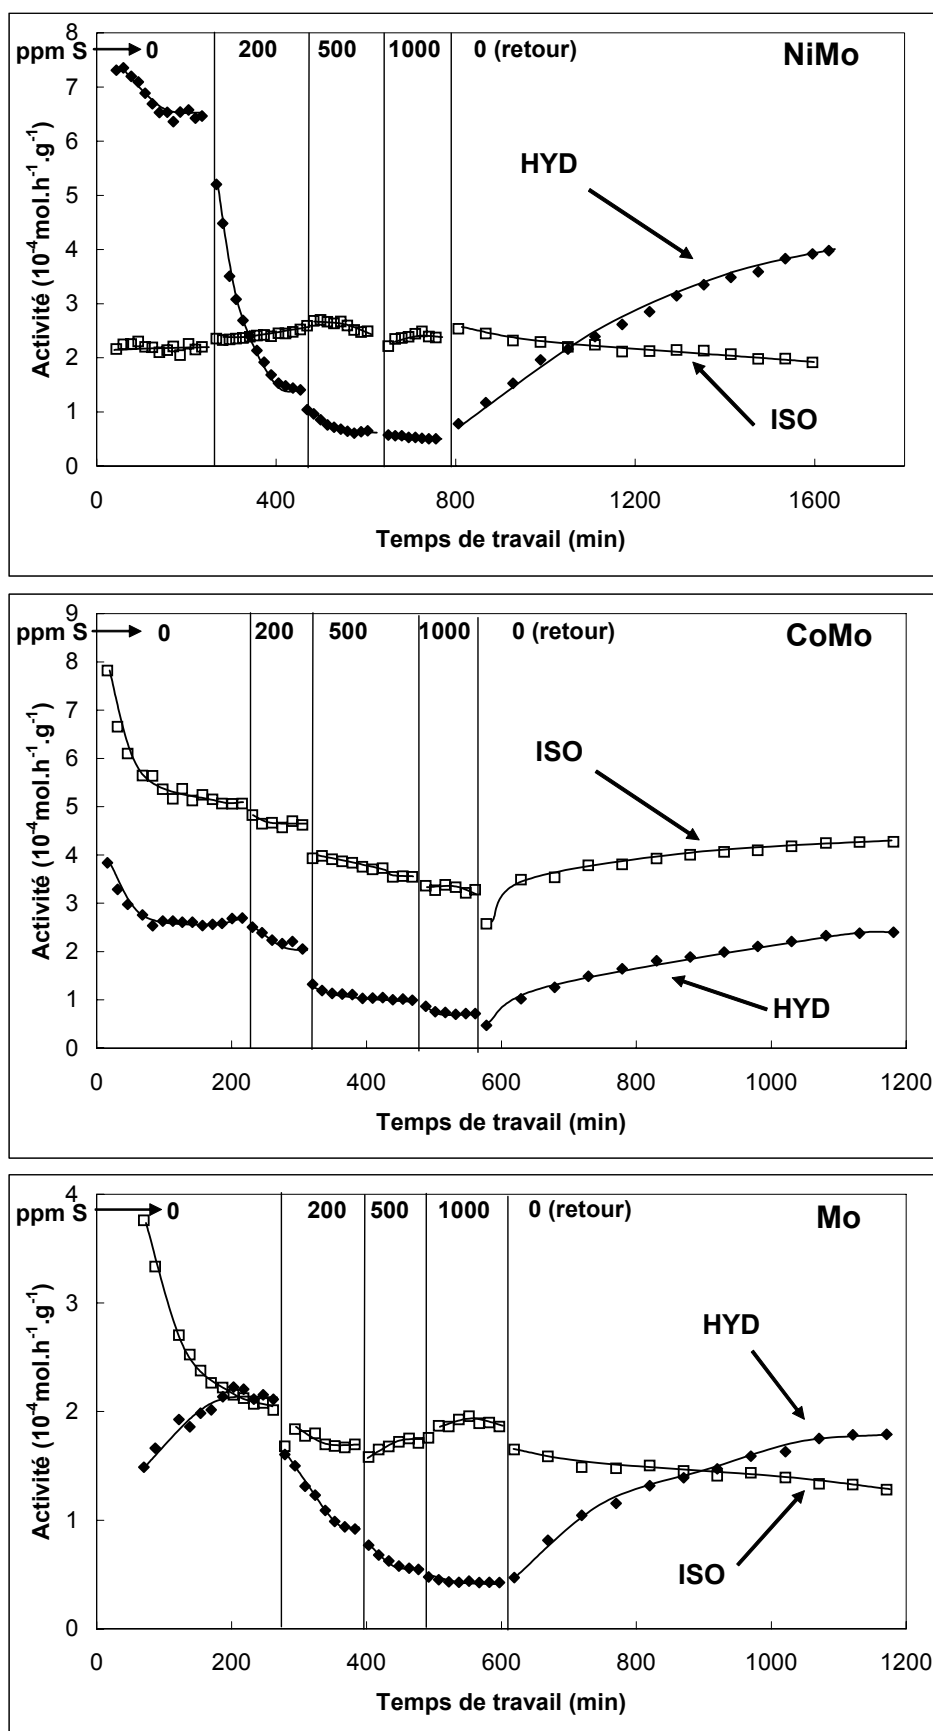 8
ppm S
0
200
500
1000
0 (retour)
NiMo
7
6
5
4
3
2
1
0
HYD
ISO
Activité (10⁻⁴mol.h⁻¹.g⁻¹)
0
400
800
1200
1600
Temps de travail (min)
9
ppm S
0
200
500
1000
0 (retour)
CoMo
8
7
6
5
4
3
2
1
0
ISO
HYD
Activité (10⁻⁴mol.h⁻¹.g⁻¹)
0
200
400
600
800
1000
1200
Temps de travail (min)
4
ppm S
0
200
500
1000
0 (retour)
Mo
3
2
1
0
HYD
ISO
Activité (10⁻⁴mol.h⁻¹.g⁻¹)
0
200
400
600
800
1000
1200
Temps de travail (min)